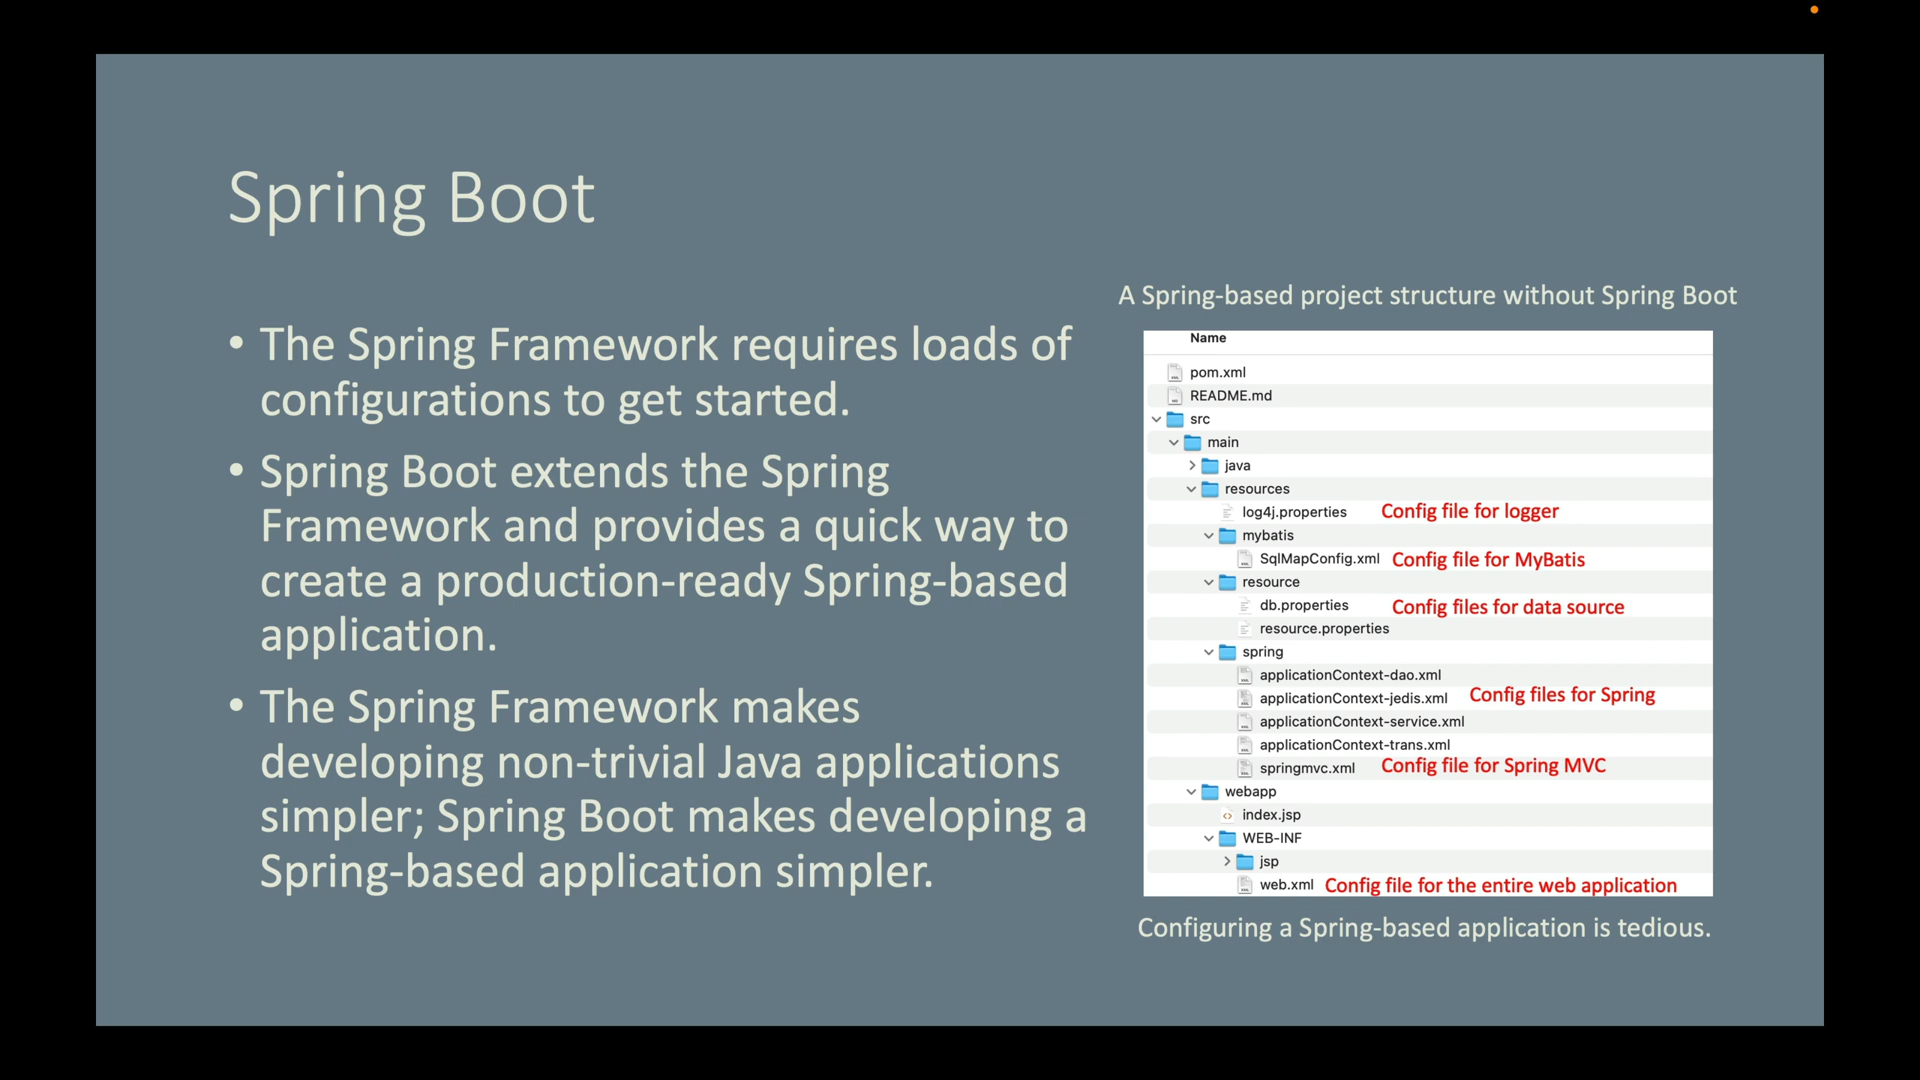 Spring Boot
• The Spring Framework requires loads of
configurations to get started.
• Spring Boot extends the Spring
Framework and provides a quick way to
create a production-ready Spring-based
application.
• The Spring Framework makes
developing non-trivial Java applications
simpler; Spring Boot makes developing a
Spring-based application simpler.
A Spring-based project structure without Spring Boot
Name
pom.xml
README.md
src
main
java
resources
log4j.properties Config file for logger
mybatis
SqlMapConfig.xml Config file for MyBatis
resource
db.properties Config files for data source
resource.properties
spring
applicationContext-dao.xml
applicationContext-jedis.xml Config files for Spring
applicationContext-service.xml
applicationContext-trans.xml
springmvc.xml Config file for Spring MVC
webapp
index.jsp
WEB-INF
jsp
web.xml Config file for the entire web application
Configuring a Spring-based application is tedious.